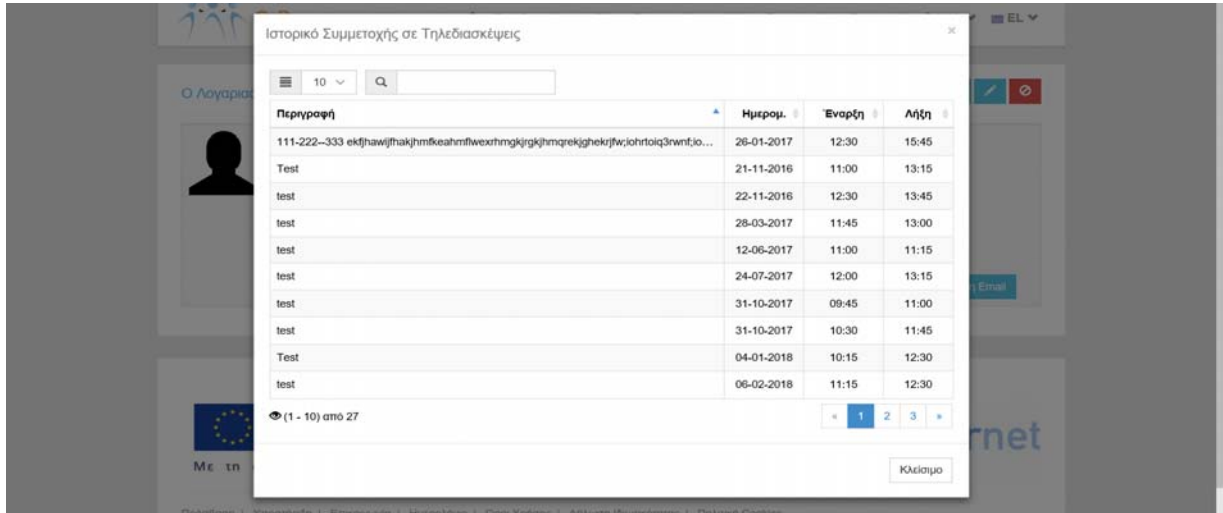 EL
Ιστορικό Συμμετοχής σε Τηλεδιασκέψεις ×
Ο Λογαριασ
10
Περιγραφή Ημερομ. Έναρξη Λήξη
111-222--333 26-01-2017 12:30 15:45
Test 21-11-2016 11:00 13:15
test 22-11-2016 12:30 13:45
test 28-03-2017 11:45 13:00
test 12-06-2017 11:00 11:15
test 24-07-2017 12:00 13:15
η Email
test 31-10-2017 09:45 11:00
test 31-10-2017 10:30 11:45
Test 04-01-2018 10:15 12:30
test 06-02-2018 11:15 12:30
(1 - 10) από 27 « 1 2 3 »
rnet
Με τη
Κλείσιμο